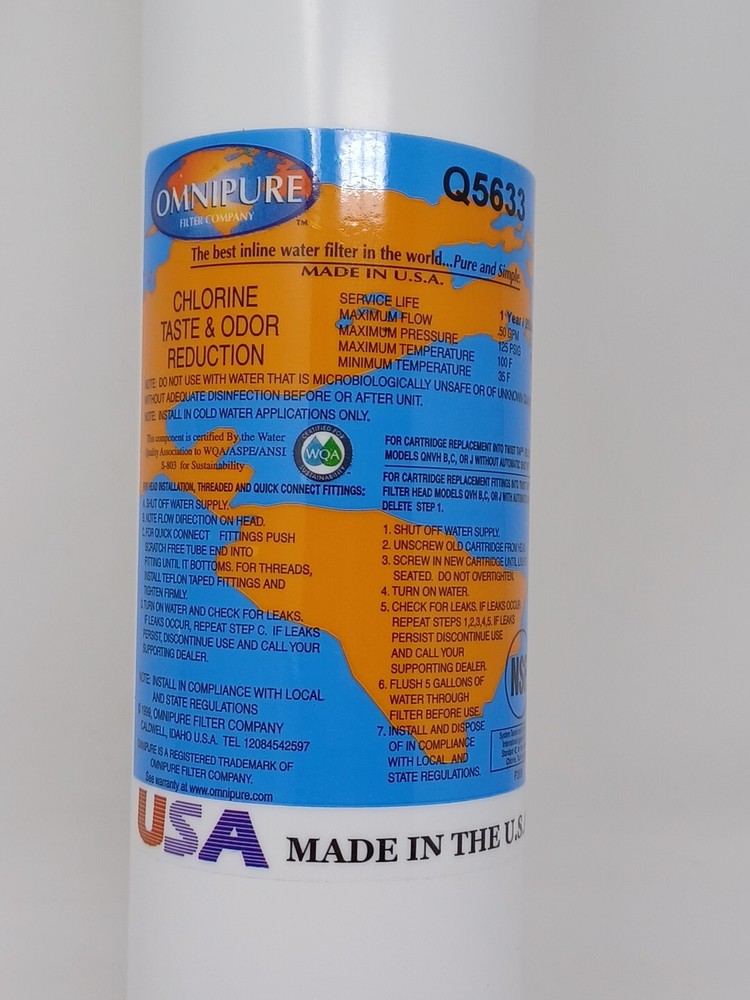 OMNIPURE
FILTER COMPANY
TM
Q5633
The best inline water filter in the world...Pure and Simple.
MADE IN U.S.A.
CHLORINE
TASTE & ODOR
REDUCTION
SERVICE LIFE 1 Year
MAXIMUM FLOW .50 GPM
MAXIMUM PRESSURE 125 PSIG
MAXIMUM TEMPERATURE 100 F
MINIMUM TEMPERATURE 35 F
NOTE: DO NOT USE WITH WATER THAT IS MICROBIOLOGICALLY UNSAFE OR OF UNKNOWN
WITHOUT ADEQUATE DISINFECTION BEFORE OR AFTER UNIT.
NOTE: INSTALL IN COLD WATER APPLICATIONS ONLY.
This component is certified By the Water
Quality Association to WQA/ASPE/ANSI
S-803 for Sustainability
CERTIFIED FOR
WQA
SUSTAINABILITY
FOR HEAD INSTALLATION, THREADED AND QUICK CONNECT FITTINGS:
A. SHUT OFF WATER SUPPLY.
B. NOTE FLOW DIRECTION ON HEAD.
C. FOR QUICK CONNECT FITTINGS PUSH
SCRATCH FREE TUBE END INTO
FITTING UNTIL IT BOTTOMS. FOR THREADS,
INSTALL TEFLON TAPED FITTINGS AND
TIGHTEN FIRMLY.
TURN ON WATER AND CHECK FOR LEAKS.
IF LEAKS OCCUR, REPEAT STEP C. IF LEAKS
PERSIST, DISCONTINUE USE AND CALL YOUR
SUPPORTING DEALER.
NOTE: INSTALL IN COMPLIANCE WITH LOCAL
AND STATE REGULATIONS
© 1999, OMNIPURE FILTER COMPANY
CALDWELL, IDAHO U.S.A. TEL 12084542597
OMNIPURE IS A REGISTERED TRADEMARK OF
OMNIPURE FILTER COMPANY.
See warranty at www.omnipure.com
FOR CARTRIDGE REPLACEMENT INTO TWIST TAP
MODELS QNVH B,C, OR J WITHOUT AUTOMATIC
FOR CARTRIDGE REPLACEMENT FITTINGS INTO
FILTER HEAD MODELS QVH B,C, OR J WITH
DELETE STEP 1.
1. SHUT OFF WATER SUPPLY.
2. UNSCREW OLD CARTRIDGE FROM HEAD
3. SCREW IN NEW CARTRIDGE UNTIL
SEATED. DO NOT OVERTIGHTEN.
4. TURN ON WATER.
5. CHECK FOR LEAKS. IF LEAKS OCCUR
REPEAT STEPS 1,2,3,4,5. IF LEAKS
PERSIST DISCONTINUE USE
AND CALL YOUR
SUPPORTING DEALER.
6. FLUSH 5 GALLONS OF
WATER THROUGH
FILTER BEFORE USE.
7. INSTALL AND DISPOSE
OF IN COMPLIANCE
WITH LOCAL AND
STATE REGULATIONS.
NS
USA
MADE IN THE U.S.